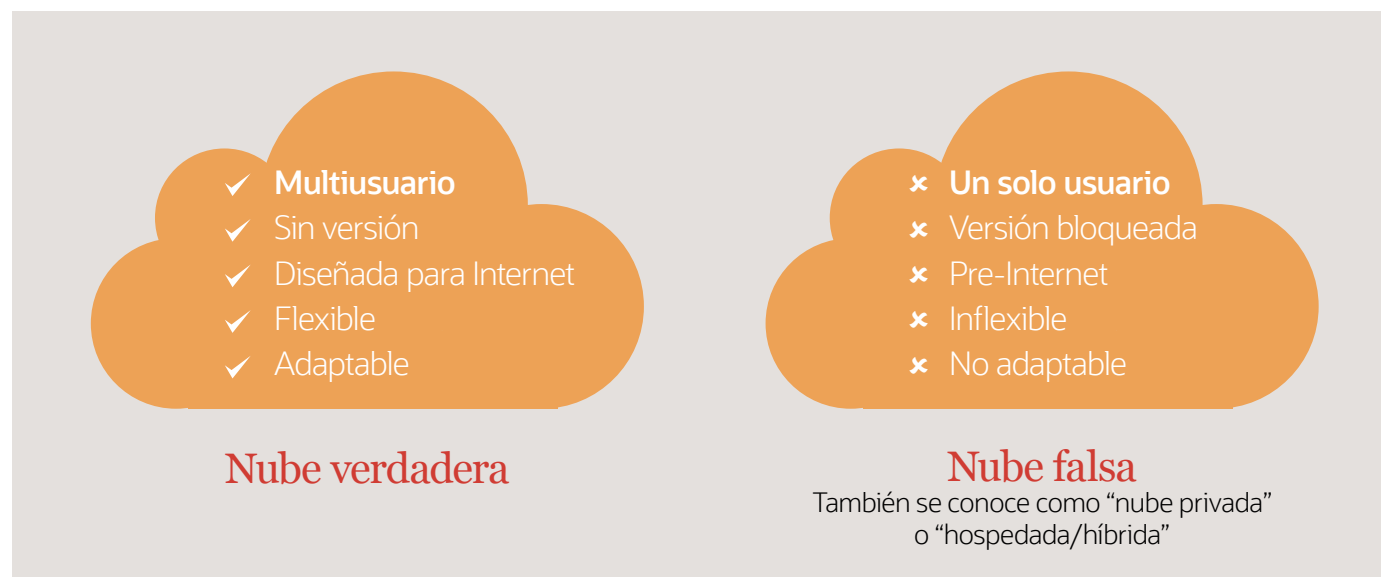 Multiusuario
Sin versión
Diseñada para Internet
Flexible
Adaptable
Nube verdadera
Un solo usuario
Versión bloqueada
Pre-Internet
Inflexible
No adaptable
Nube falsa
También se conoce como “nube privada”
o “hospedada/híbrida”